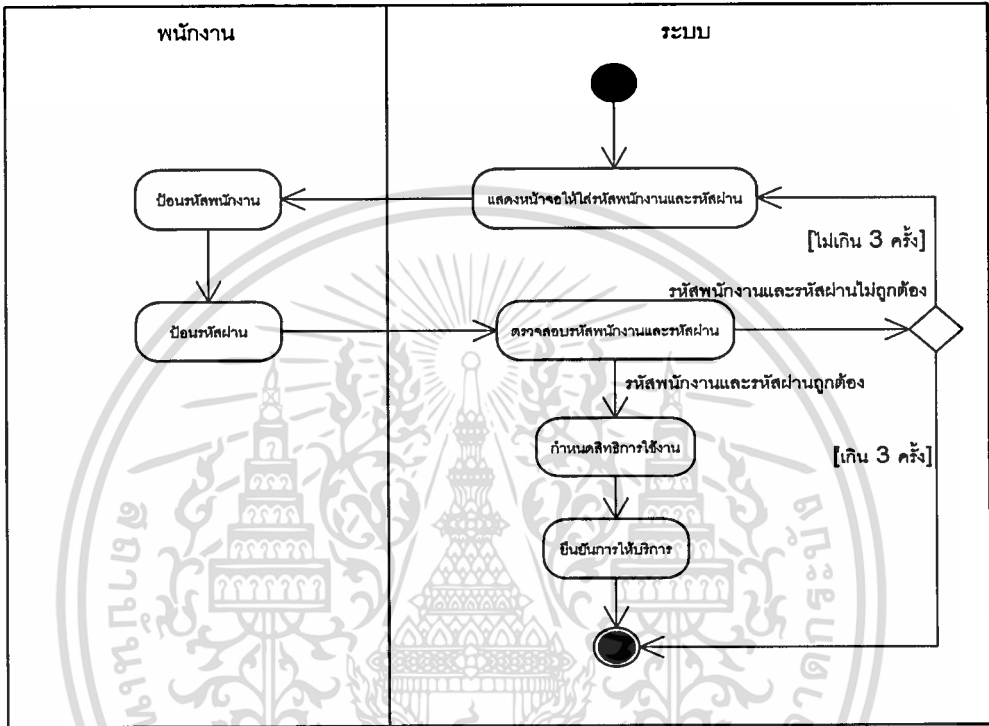 พนักงาน
ระบบ
แสดงหน้าจอให้ใส่รหัสพนักงานและรหัสผ่าน
ป้อนรหัสพนักงาน
[ไม่เกิน 3 ครั้ง]
รหัสพนักงานและรหัสผ่านไม่ถูกต้อง
ป้อนรหัสผ่าน
ตรวจสอบรหัสพนักงานและรหัสผ่าน
รหัสพนักงานและรหัสผ่านถูกต้อง
กำหนดสิทธิการใช้งาน
[เกิน 3 ครั้ง]
ยืนยันการให้บริการ